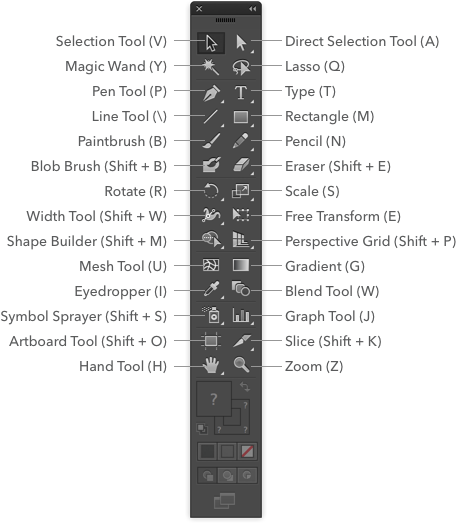 Selection Tool (V) Direct Selection Tool (A)
Magic Wand (Y) Lasso (Q)
Pen Tool (P) Type (T)
Line Tool (\) Rectangle (M)
Paintbrush (B) Pencil (N)
Blob Brush (Shift + B) Eraser (Shift + E)
Rotate (R) Scale (S)
Width Tool (Shift + W) Free Transform (E)
Shape Builder (Shift + M) Perspective Grid (Shift + P)
Mesh Tool (U) Gradient (G)
Eyedropper (I) Blend Tool (W)
Symbol Sprayer (Shift + S) Graph Tool (J)
Artboard Tool (Shift + O) Slice (Shift + K)
Hand Tool (H) Zoom (Z)
? ?
? ?